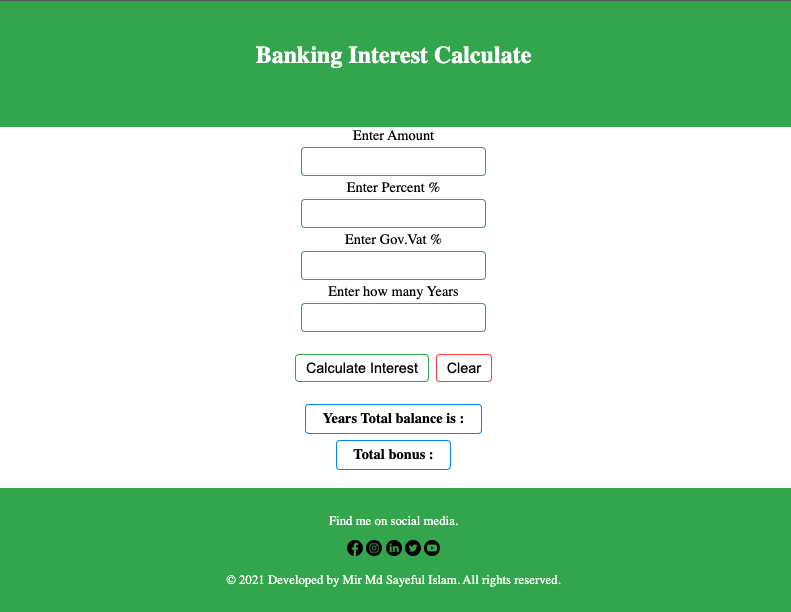 Banking Interest Calculate
Enter Amount
Enter Percent %
Enter Gov.Vat %
Enter how many Years
Calculate Interest Clear
Years Total balance is :
Total bonus :
Find me on social media.
© 2021 Developed by Mir Md Sayeful Islam. All rights reserved.